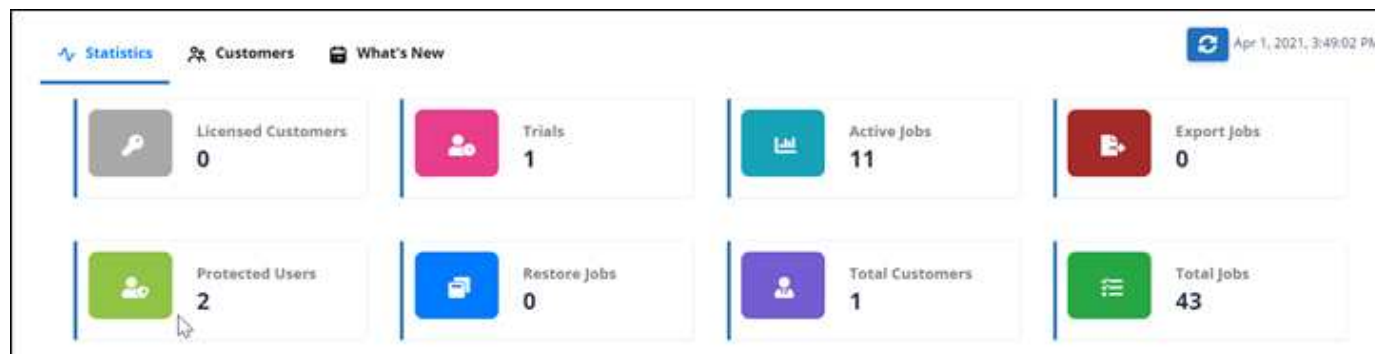 Statistics Customers What's New Apr 1, 2021, 3:49:02 PM
Licensed Customers Trials Active Jobs Export Jobs
0 1 11 0
Protected Users Restore Jobs Total Customers Total Jobs
2 0 1 43